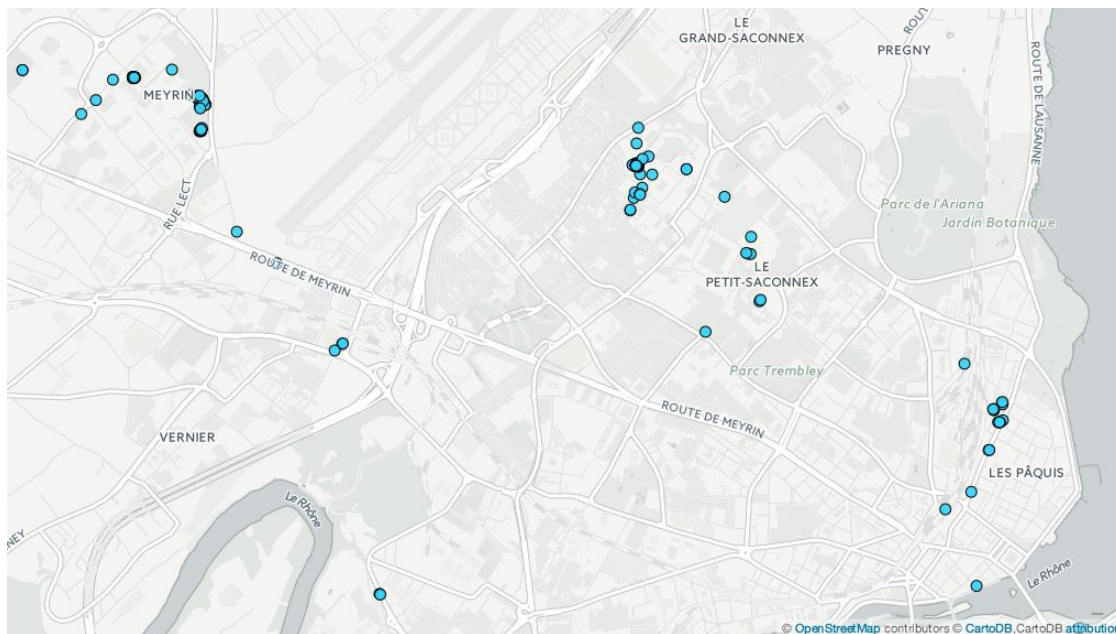 LE
GRAND-SACONNEX
PREGNY
ROUT
ROUTE DE LAUSANNE
MEYRIN
RUE LECT
Parc de l'Ariana
Jardin Botanique
ROUTE DE MEYRIN
LE
PETIT-SACONNEX
Parc Trembley
ROUTE DE MEYRIN
VERNIER
LES PÂQUIS
Le Rhône
NEY
Le Rhône
© OpenStreetMap contributors © CartoDB, CartoDB attribution